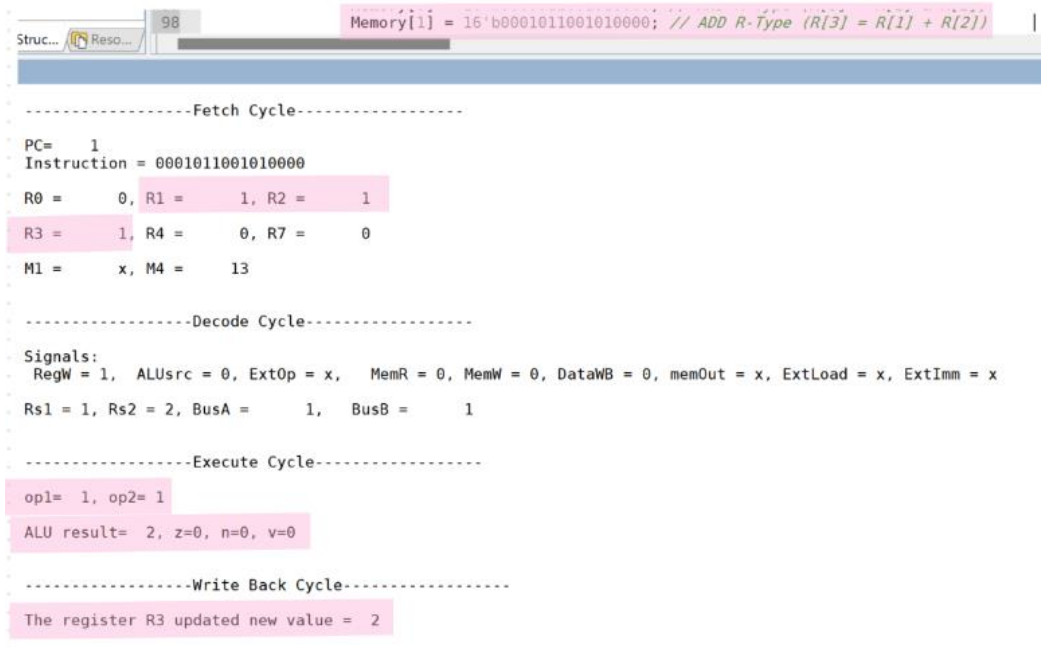 98 Memory[1] = 16'b0001011001010000; // ADD R-Type (R[3] = R[1] + R[2])
Struc... Reso...
------------------Fetch Cycle------------------
PC= 1
Instruction = 0001011001010000
R0 = 0, R1 = 1, R2 = 1
R3 = 1, R4 = 0, R7 = 0
M1 = x, M4 = 13
------------------Decode Cycle------------------
Signals:
RegW = 1, ALUsrc = 0, ExtOp = x, MemR = 0, MemW = 0, DataWB = 0, memOut = x, ExtLoad = x, ExtImm = x
Rs1 = 1, Rs2 = 2, BusA = 1, BusB = 1
------------------Execute Cycle------------------
op1= 1, op2= 1
ALU result= 2, z=0, n=0, v=0
------------------Write Back Cycle------------------
The register R3 updated new value = 2